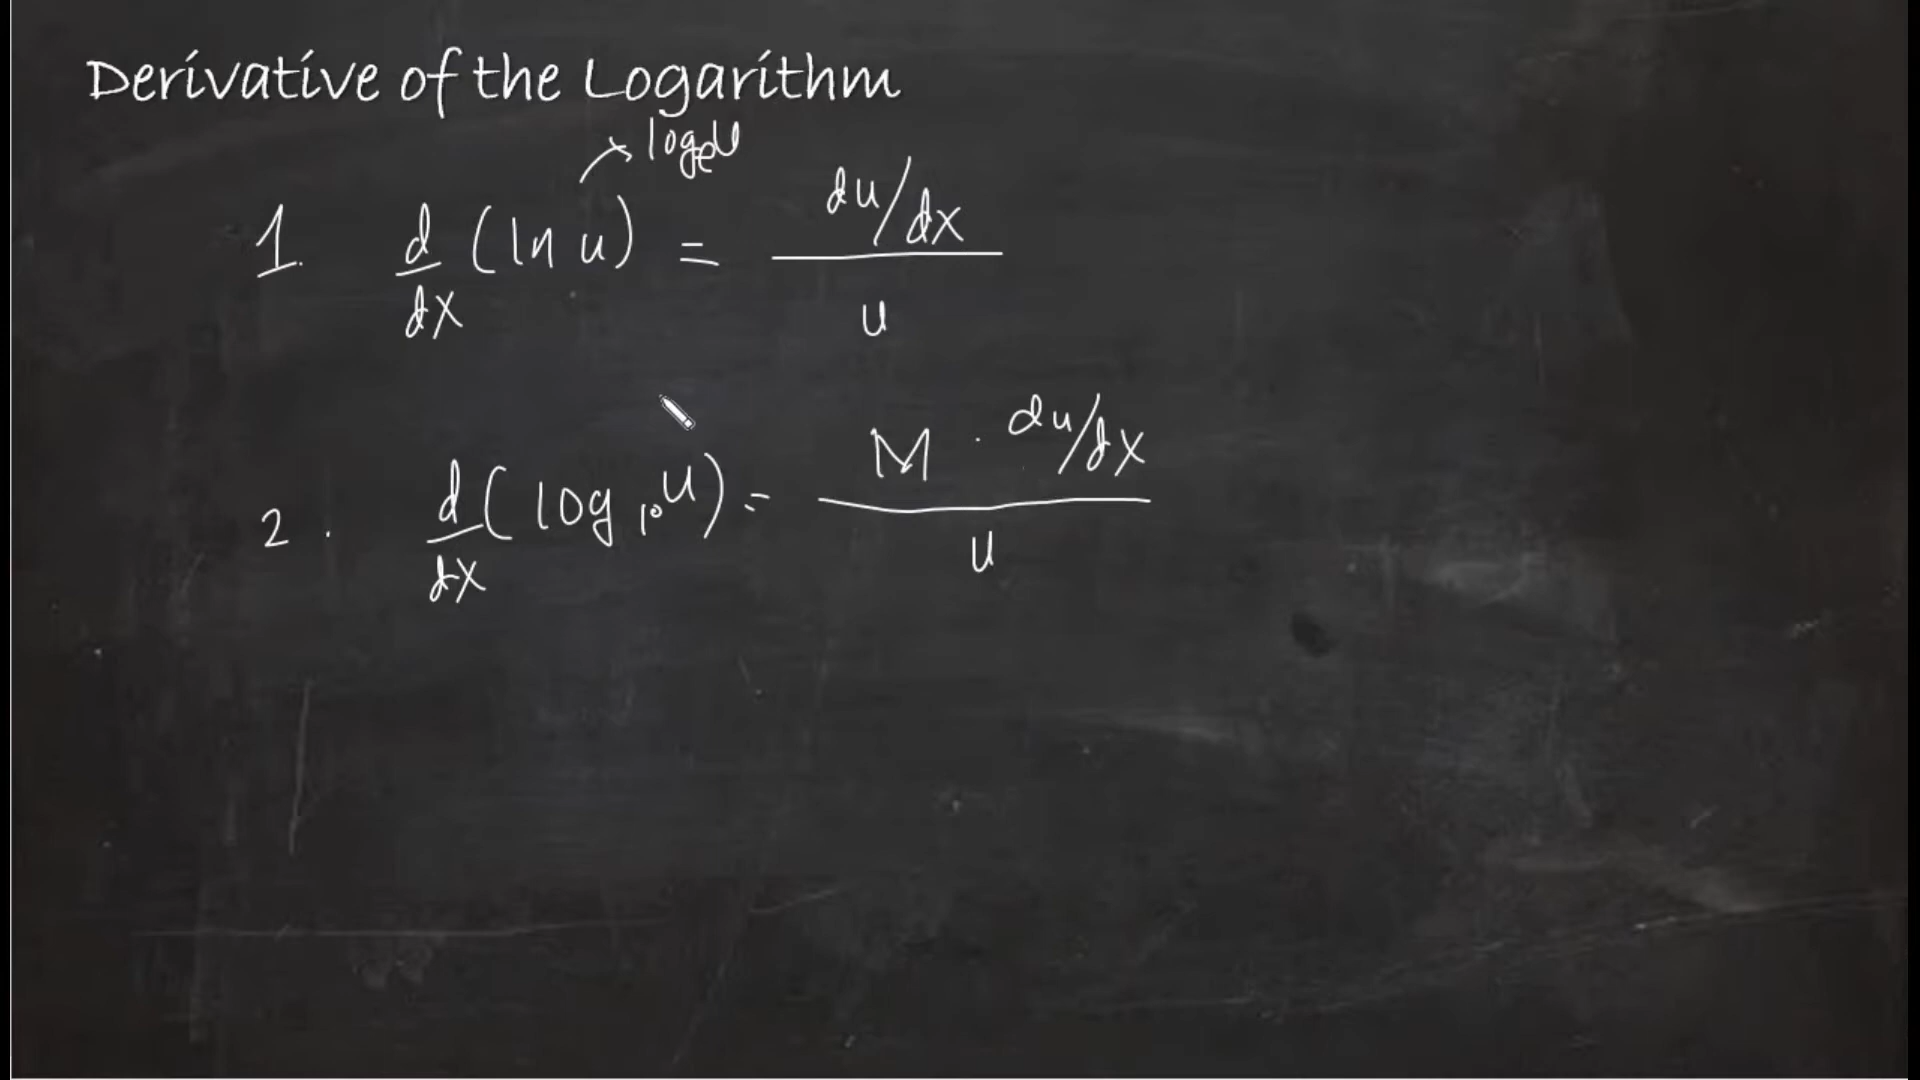 Derivative of the Logarithm
logₑu
1. d/dx (ln u) = du/dx / u
2. d/dx (log₁₀u) = M · du/dx / u